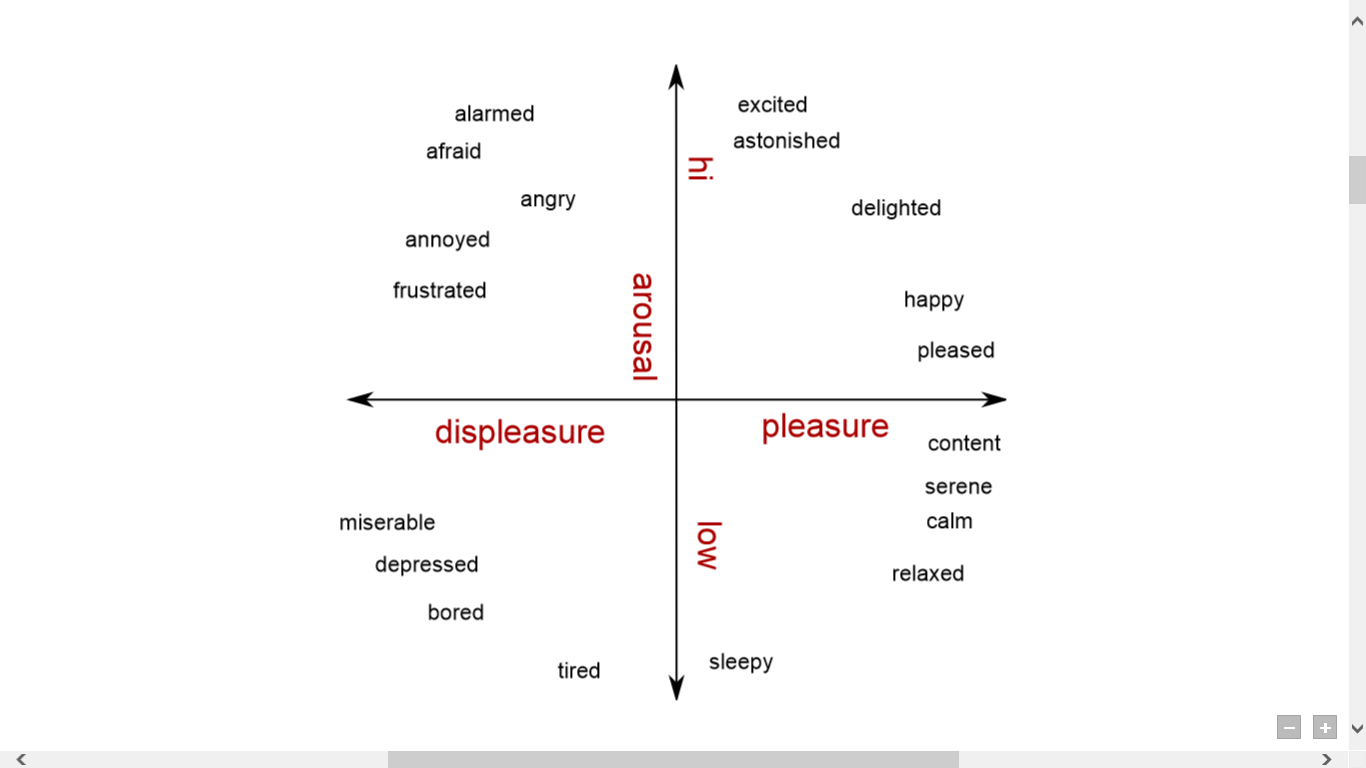 excited
alarmed
astonished
afraid
hi
angry
delighted
annoyed
frustrated
happy
arousal
pleased
displeasure
pleasure
content
serene
miserable
calm
low
depressed
relaxed
bored
sleepy
tired